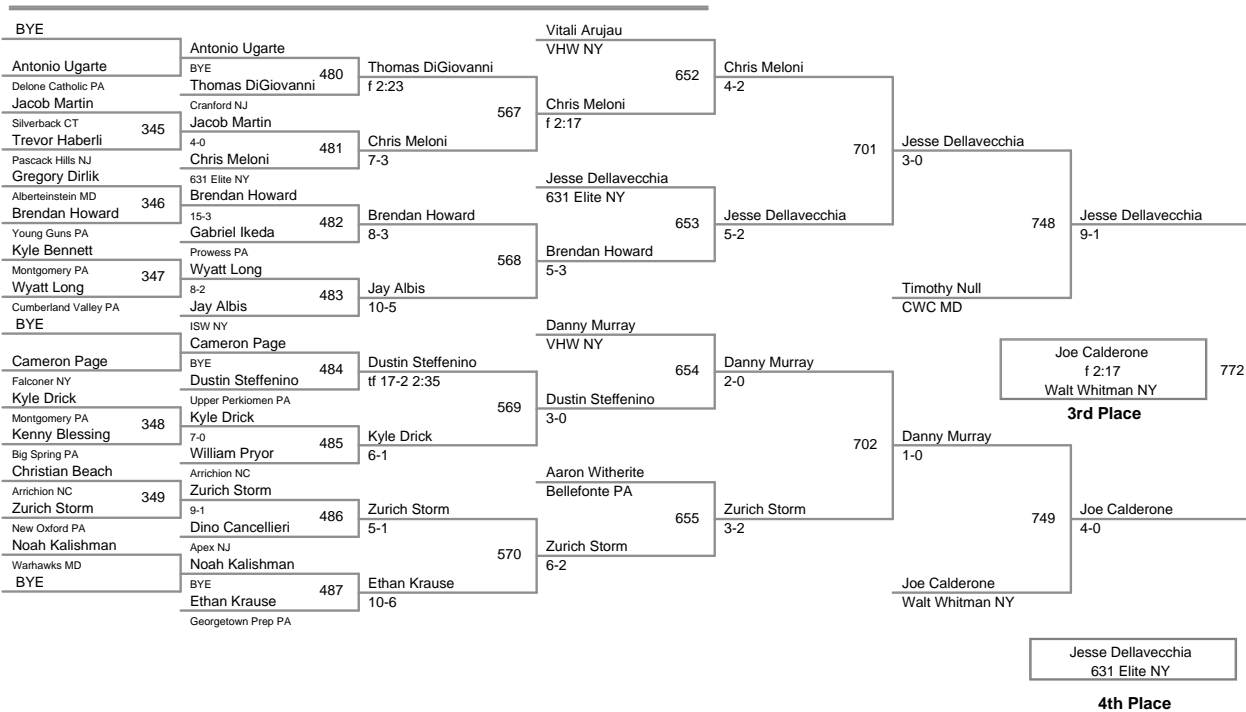 BYE
Antonio Ugarte
Delone Catholic PA
Jacob Martin
Silverback CT
345
Trevor Haberli
Pascack Hills NJ
Gregory Dirlik
Alberteinstein MD
346
Brendan Howard
Young Guns PA
Kyle Bennett
Montgomery PA
347
Wyatt Long
Cumberland Valley PA
BYE
Cameron Page
Falconer NY
Kyle Drick
Montgomery PA
348
Kenny Blessing
Big Spring PA
Christian Beach
Arrichion NC
349
Zurich Storm
New Oxford PA
Noah Kalishman
Warhawks MD
BYE
Antonio Ugarte
BYE
480
Thomas DiGiovanni
Cranford NJ
Jacob Martin
4-0
481
Chris Meloni
631 Elite NY
Brendan Howard
15-3
482
Gabriel Ikeda
Prowess PA
Wyatt Long
8-2
483
Jay Albis
ISW NY
Cameron Page
BYE
484
Dustin Steffenino
Upper Perkiomen PA
Kyle Drick
7-0
485
William Pryor
Arrichion NC
Zurich Storm
9-1
486
Dino Cancellieri
Apex NJ
Noah Kalishman
BYE
487
Ethan Krause
Georgetown Prep PA
Thomas DiGiovanni
f 2:23
567
Chris Meloni
7-3
Brendan Howard
8-3
568
Jay Albis
10-5
Dustin Steffenino
tf 17-2 2:35
569
Kyle Drick
6-1
Zurich Storm
5-1
570
Ethan Krause
10-6
Vitali Arujau
VHW NY
652
Chris Meloni
f 2:17
Jesse Dellavecchia
631 Elite NY
653
Brendan Howard
5-3
Danny Murray
VHW NY
654
Dustin Steffenino
3-0
Aaron Witherite
Bellefonte PA
655
Zurich Storm
6-2
Chris Meloni
4-2
701
Jesse Dellavecchia
5-2
Danny Murray
2-0
702
Zurich Storm
3-2
Jesse Dellavecchia
3-0
748
Timothy Null
CWC MD
Danny Murray
1-0
749
Joe Calderone
Walt Whitman NY
Jesse Dellavecchia
9-1
Joe Calderone
f 2:17
772
Walt Whitman NY
3rd Place
Joe Calderone
4-0
Jesse Dellavecchia
631 Elite NY
4th Place